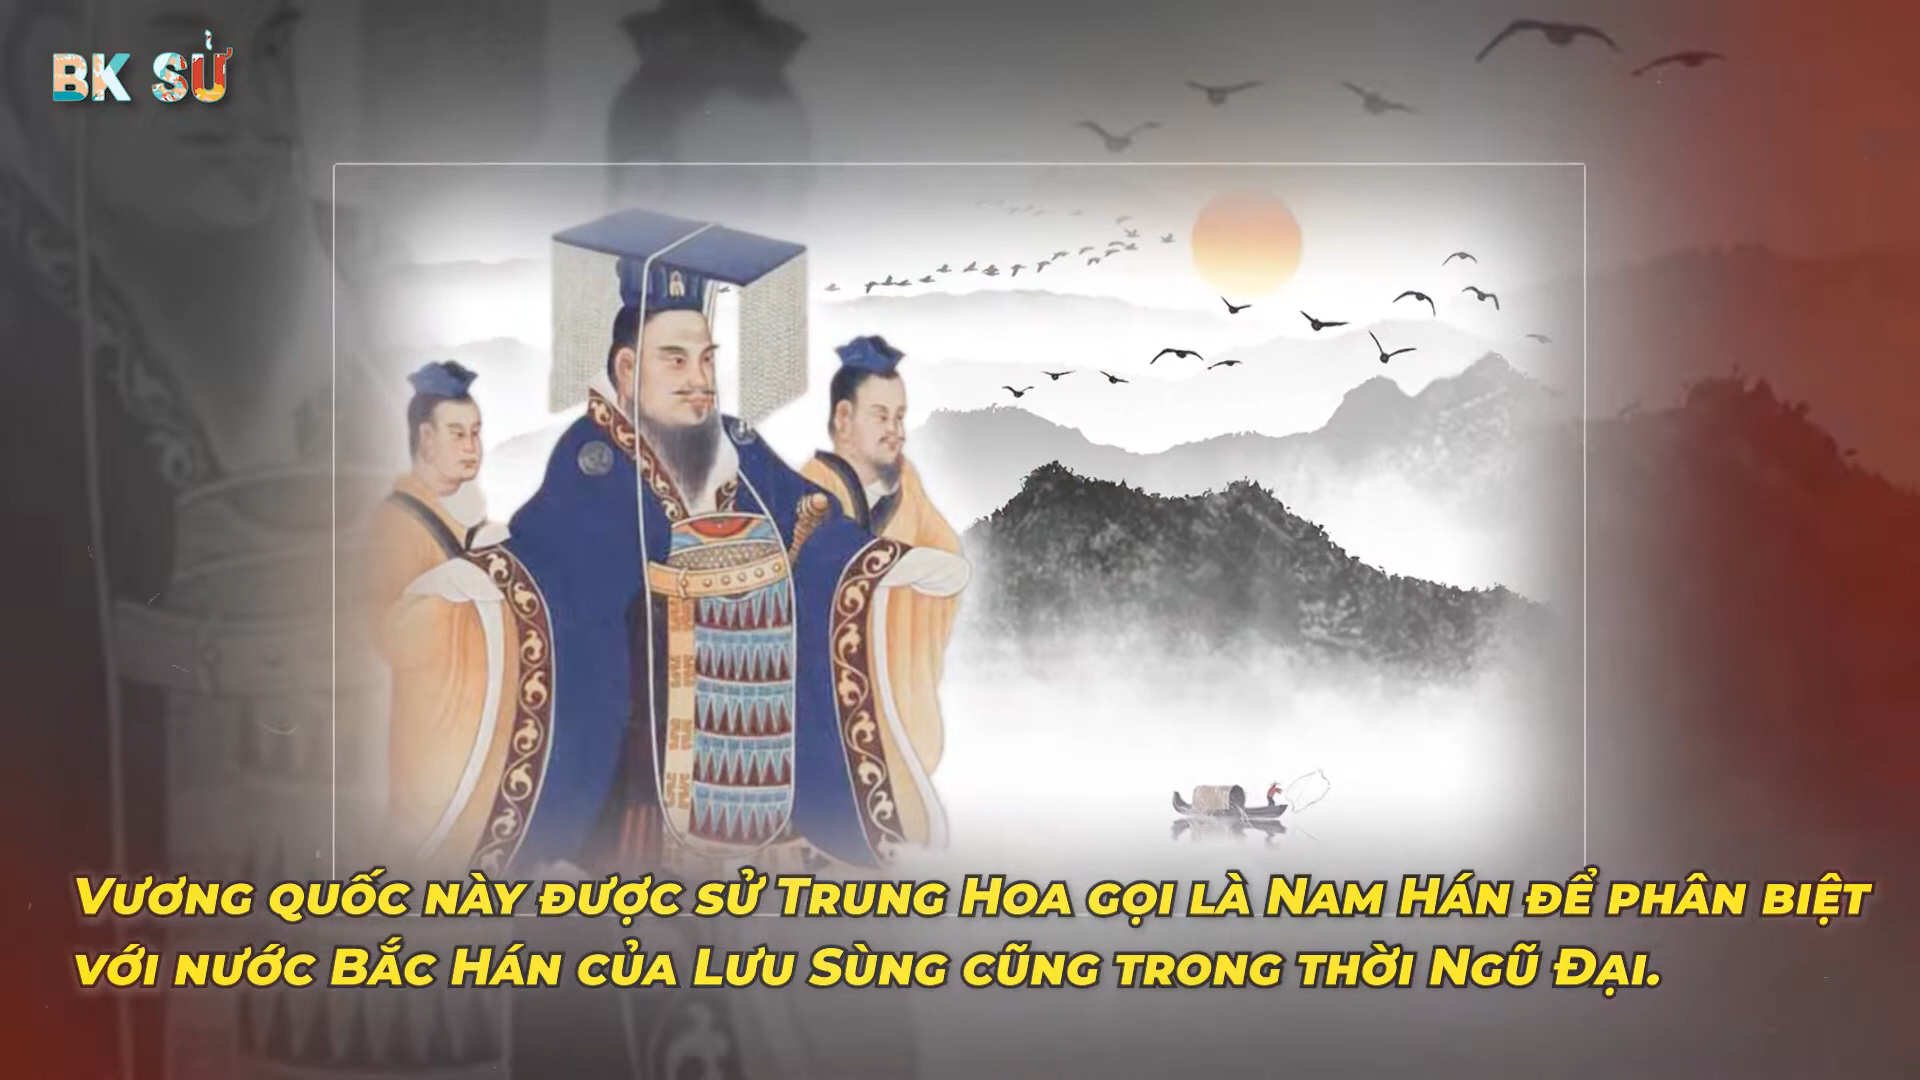 BK SỬ
Vương quốc này được sử Trung Hoa gọi là Nam Hán để phân biệt
với nước Bắc Hán của Lưu Sùng cũng trong thời Ngũ Đại.